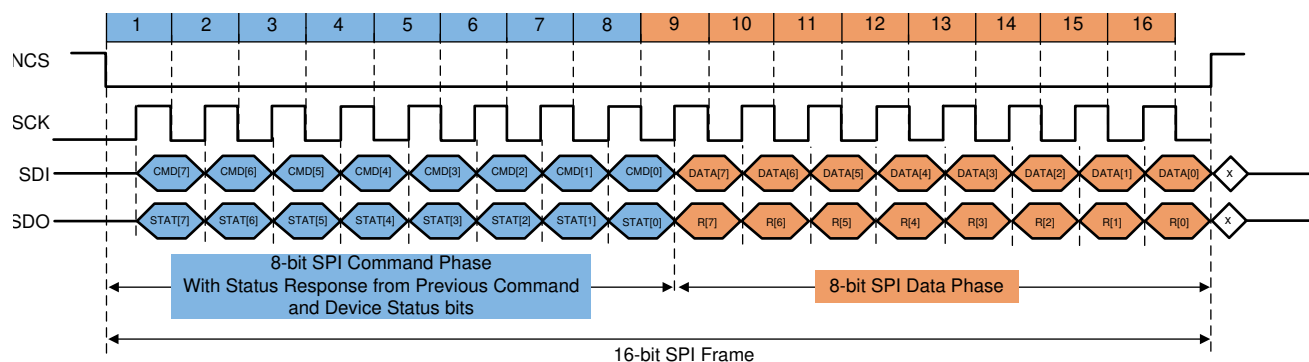 1 2 3 4 5 6 7 8 9 10 11 12 13 14 15 16
NCS
SCK
SDI CMD[7] CMD[6] CMD[5] CMD[4] CMD[3] CMD[2] CMD[1] CMD[0] DATA[7] DATA[6] DATA[5] DATA[4] DATA[3] DATA[2] DATA[1] DATA[0] x
SDO STAT[7] STAT[6] STAT[5] STAT[4] STAT[3] STAT[2] STAT[1] STAT[0] R[7] R[6] R[5] R[4] R[3] R[2] R[1] R[0] x
8-bit SPI Command Phase
With Status Response from Previous Command
and Device Status bits
8-bit SPI Data Phase
16-bit SPI Frame